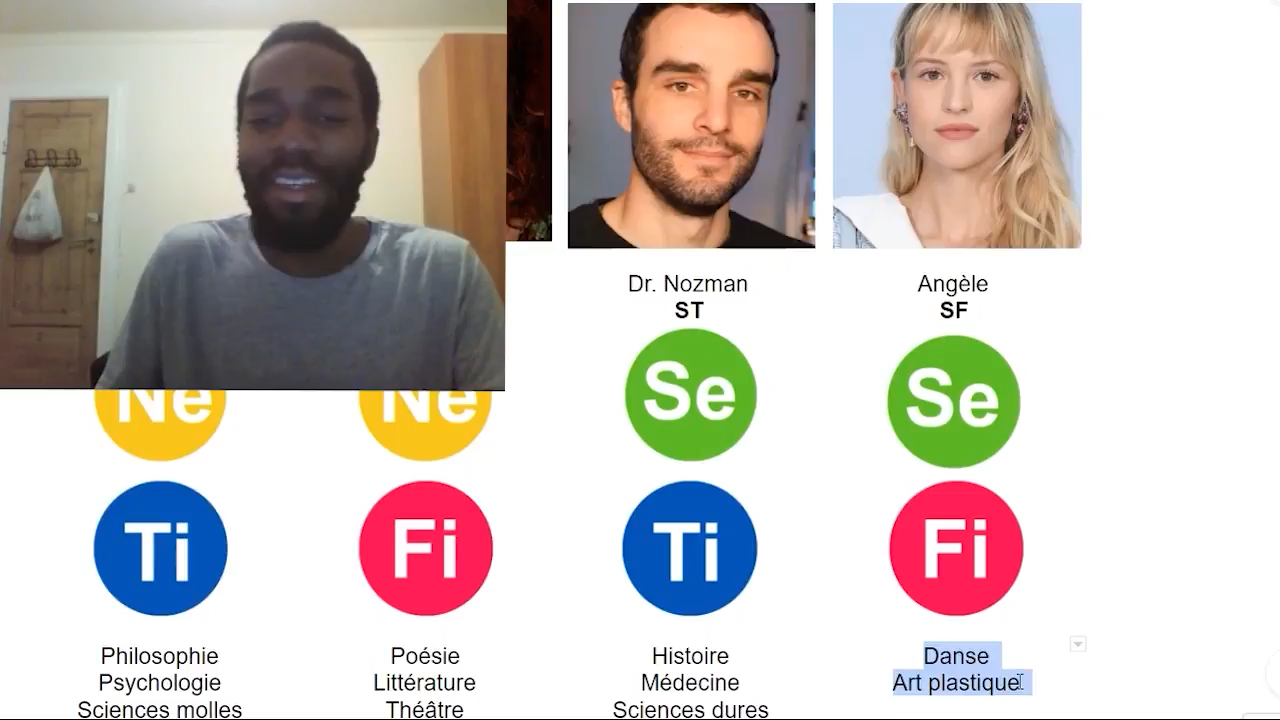 Dr. Nozman
ST
Angèle
SF
Ne
Ne
Se
Se
Ti
Fi
Ti
Fi
Philosophie
Psychologie
Sciences molles
Poésie
Littérature
Théâtre
Histoire
Médecine
Sciences dures
Danse
Art plastique